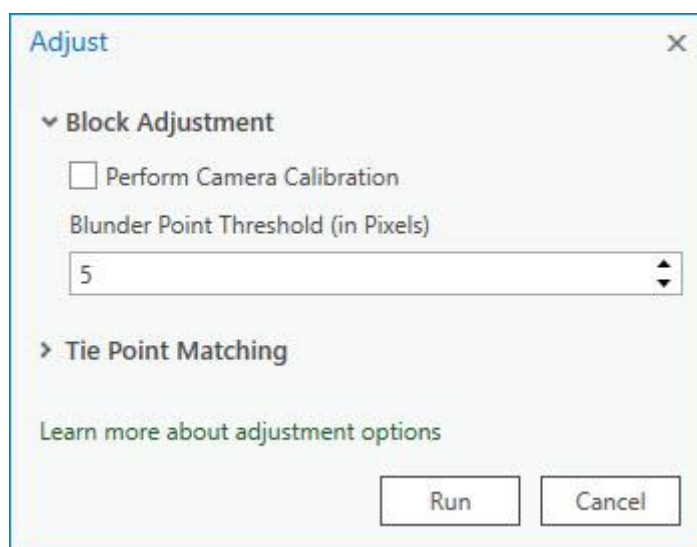 Adjust
Block Adjustment
Perform Camera Calibration
Blunder Point Threshold (in Pixels)
5
Tie Point Matching
Learn more about adjustment options
Run Cancel